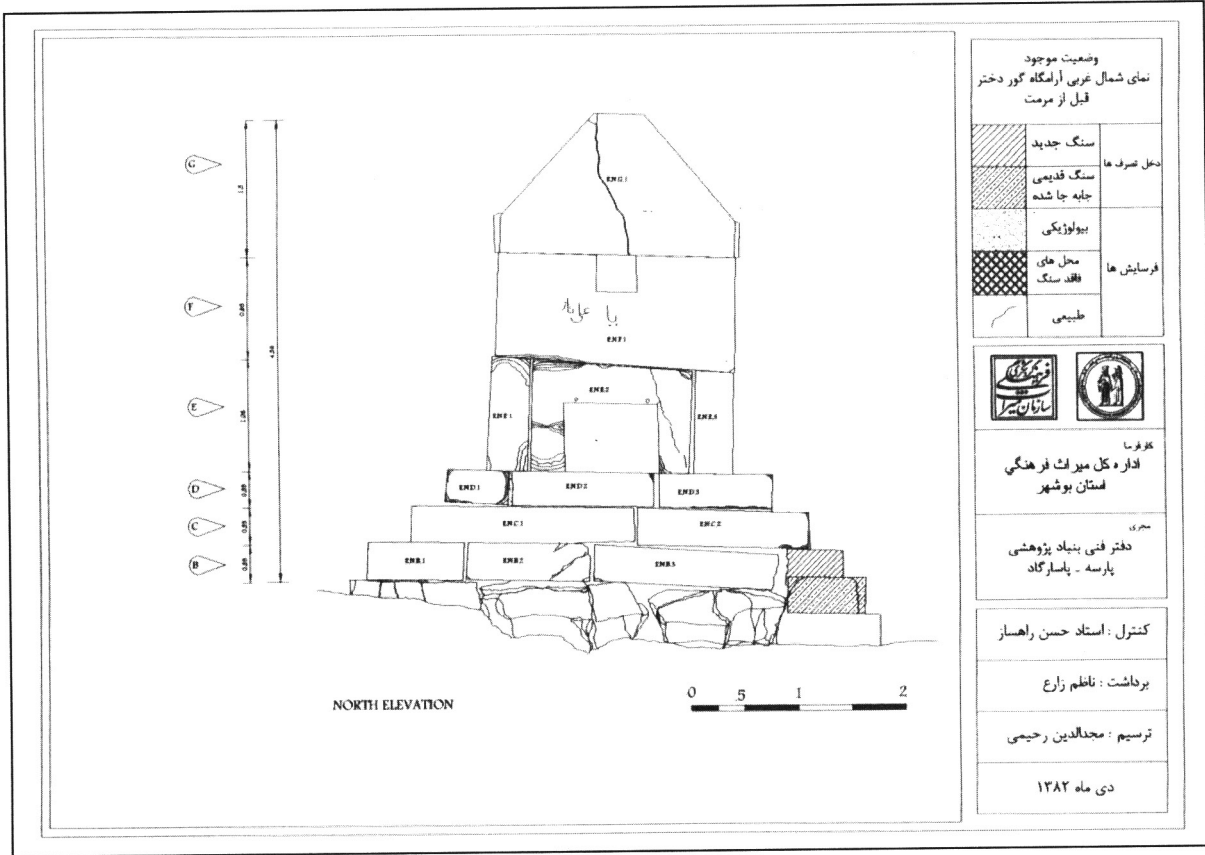 وضعیت موجود
نمای شمال غربی آرامگاه گور دختر
قبل از مرمت
دخل تصرف ها
سنگ جدید
سنگ قدیمی
جابه جا شده
فرسایش ها
بیولوژیکی
محل های
فاقد سنگ
طبیعی
کارفرما
اداره کل میراث فرهنگی
استان بوشهر
مجری
دفتر فنی بنیاد پژوهشی
پارسه - پاسارگاد
کنترل : استاد حسن راهساز
برداشت : ناظم زارع
ترسیم : مجدالدین رحیمی
دی ماه ۱۳۸۲
G
F
E
D
C
B
ENG1
ENF1
ENE1
ENE2
END1
END2
END3
ENC1
ENC2
ENB1
ENB2
ENB3
NORTH ELEVATION
0 .5 1 2